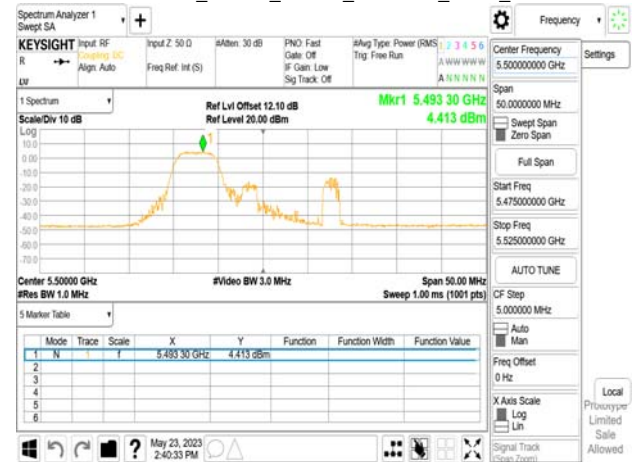 Spectrum Analyzer 1
Swept SA
Frequency
KEYSIGHT
R
Input: RF
Coupling: DC
Align: Auto
Input Z: 50 Ω
Freq Ref: Int (S)
#Atten: 30 dB
PNO: Fast
Gate: Off
IF Gain: Low
Sig Track: Off
#Avg Type: Power (RMS
Trig: Free Run
1 2 3 4 5 6
A W W W W W
A N N N N N
Center Frequency
5.500000000 GHz
Settings
Span
50.0000000 MHz
Swept Span
Zero Span
Full Span
Start Freq
5.475000000 GHz
Stop Freq
5.525000000 GHz
AUTO TUNE
CF Step
5.000000 MHz
Auto
Man
Freq Offset
0 Hz
X Axis Scale
Log
Lin
Signal Track
(Span Zoom)
Local
Prototype
Limited
Sale
Allowed
1 Spectrum
Scale/Div 10 dB
Ref Lvl Offset 12.10 dB
Ref Level 20.00 dBm
Mkr1 5.493 30 GHz
4.413 dBm
Log
10.0
0.00
-10.0
-20.0
-30.0
-40.0
-50.0
-60.0
-70.0
1
Center 5.50000 GHz
#Res BW 1.0 MHz
#Video BW 3.0 MHz
Span 50.00 MHz
Sweep 1.00 ms (1001 pts)
5 Marker Table
Mode Trace Scale X Y Function Function Width Function Value
1 N 1 f 5.493 30 GHz 4.413 dBm
2
3
4
5
6
May 23, 2023
2:40:33 PM